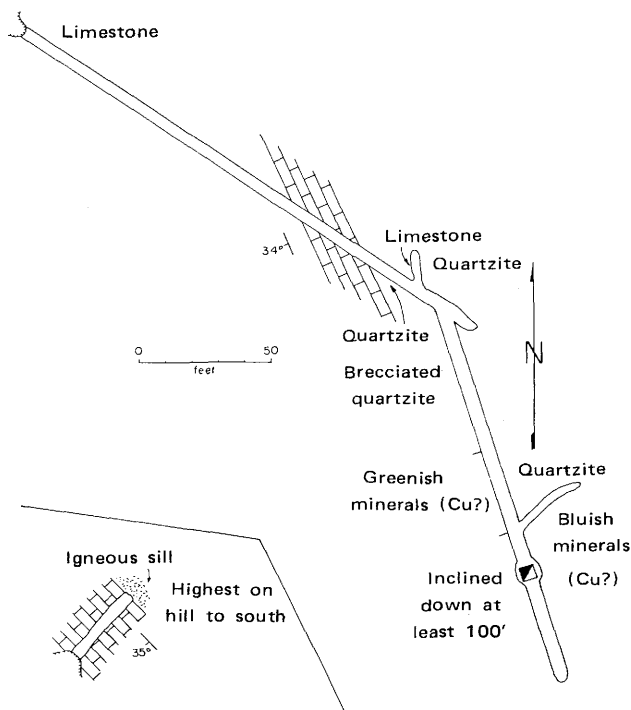 Limestone
34°
Limestone
Quartzite
Quartzite
0 50
feet
N
Brecciated
quartzite
Quartzite
Greenish
minerals (Cu?)
Bluish
minerals
(Cu?)
Igneous sill
Highest on
hill to south
35°
Inclined
down at
least 100'